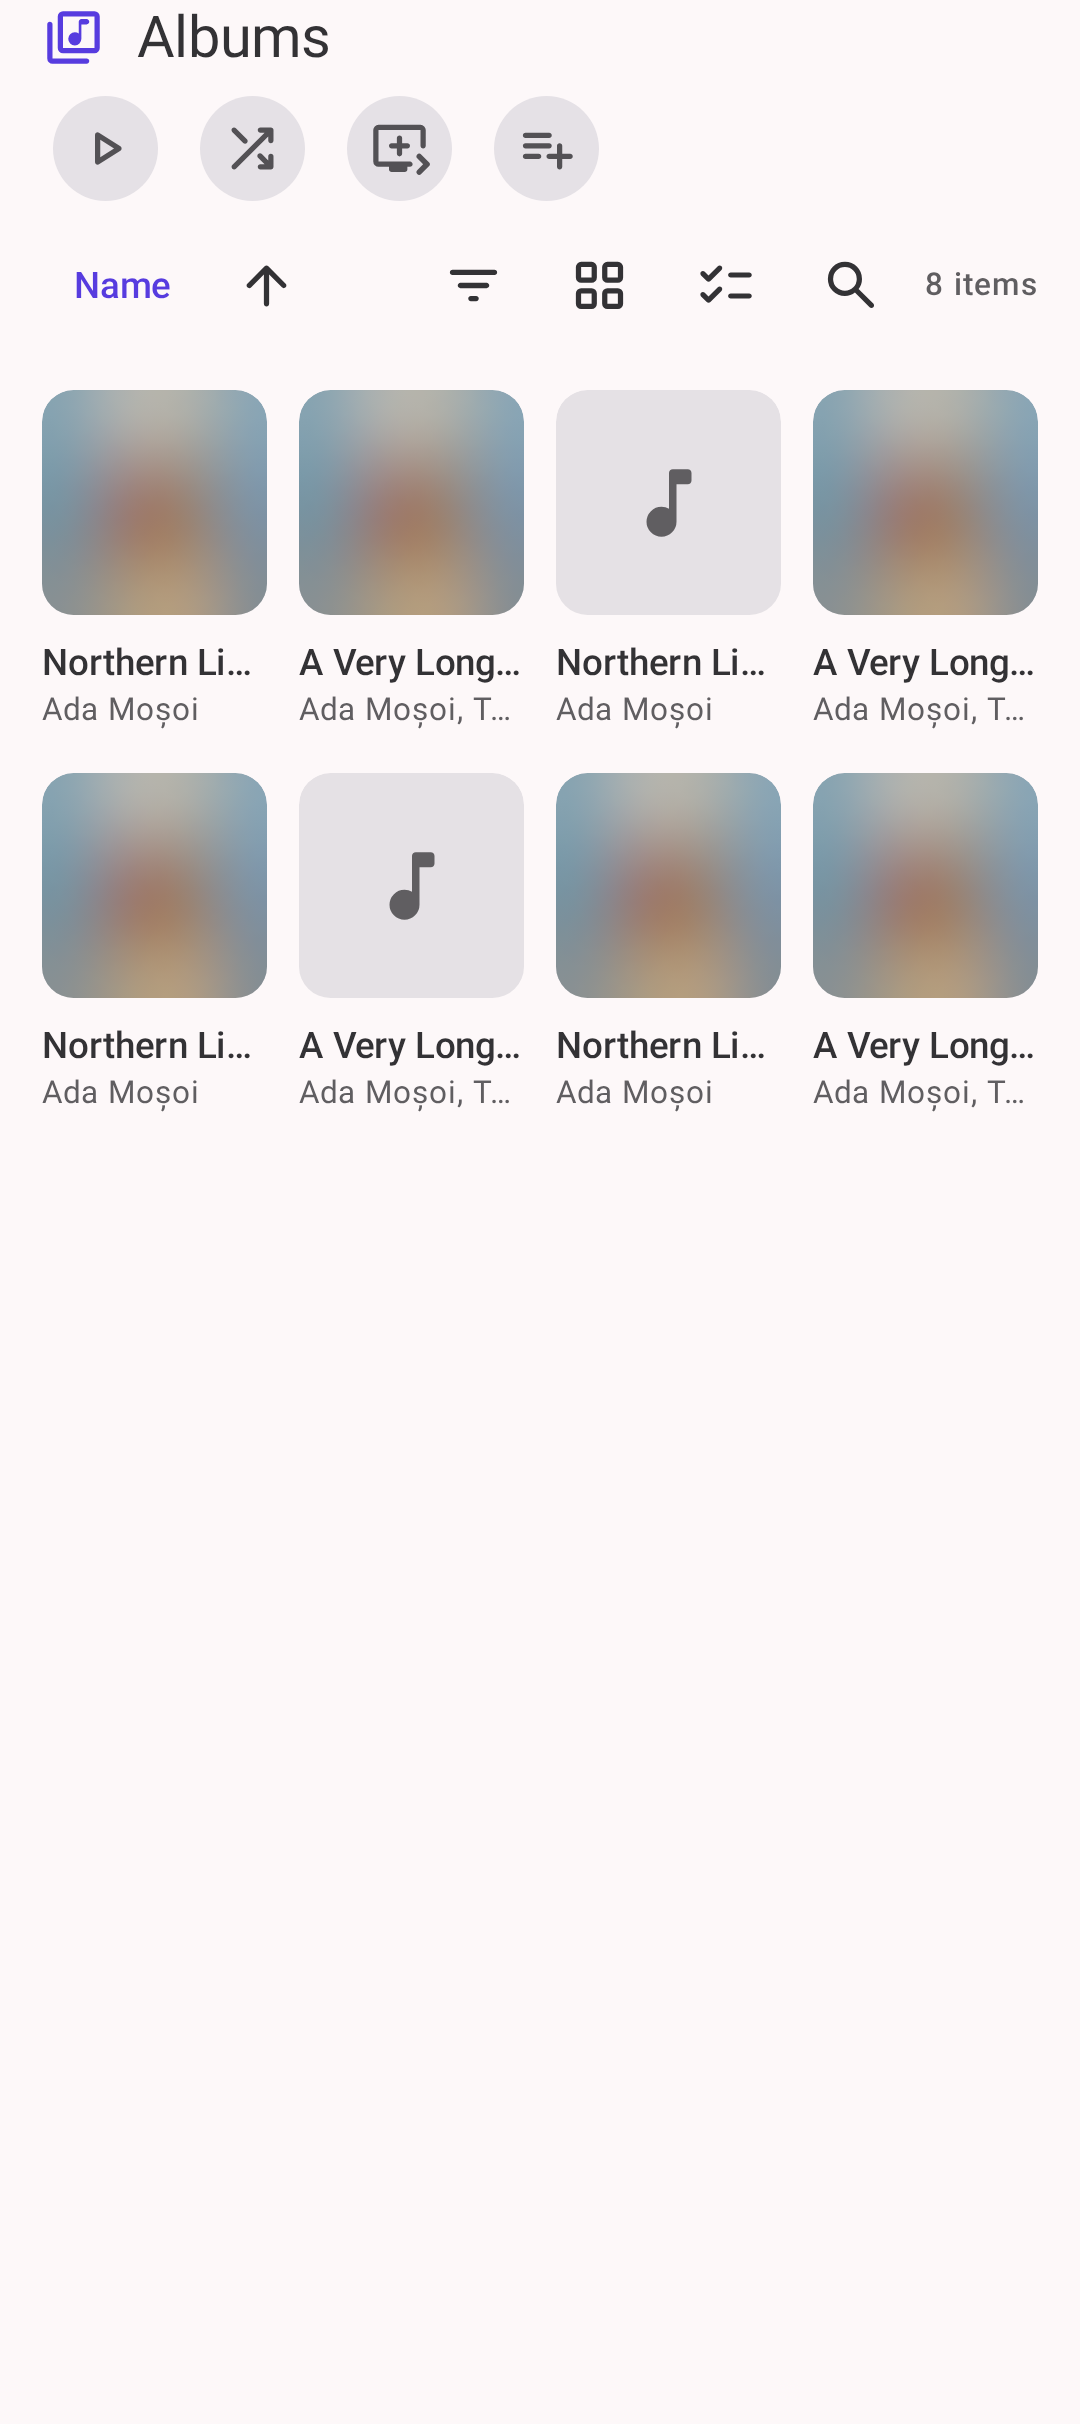 Albums
Name
8 items
Northern Li…
A Very Long…
Northern Li…
A Very Long…
Ada Moșoi
Ada Moșoi, T…
Ada Moșoi
Ada Moșoi, T…
Northern Li…
A Very Long…
Northern Li…
A Very Long…
Ada Moșoi
Ada Moșoi, T…
Ada Moșoi
Ada Moșoi, T…